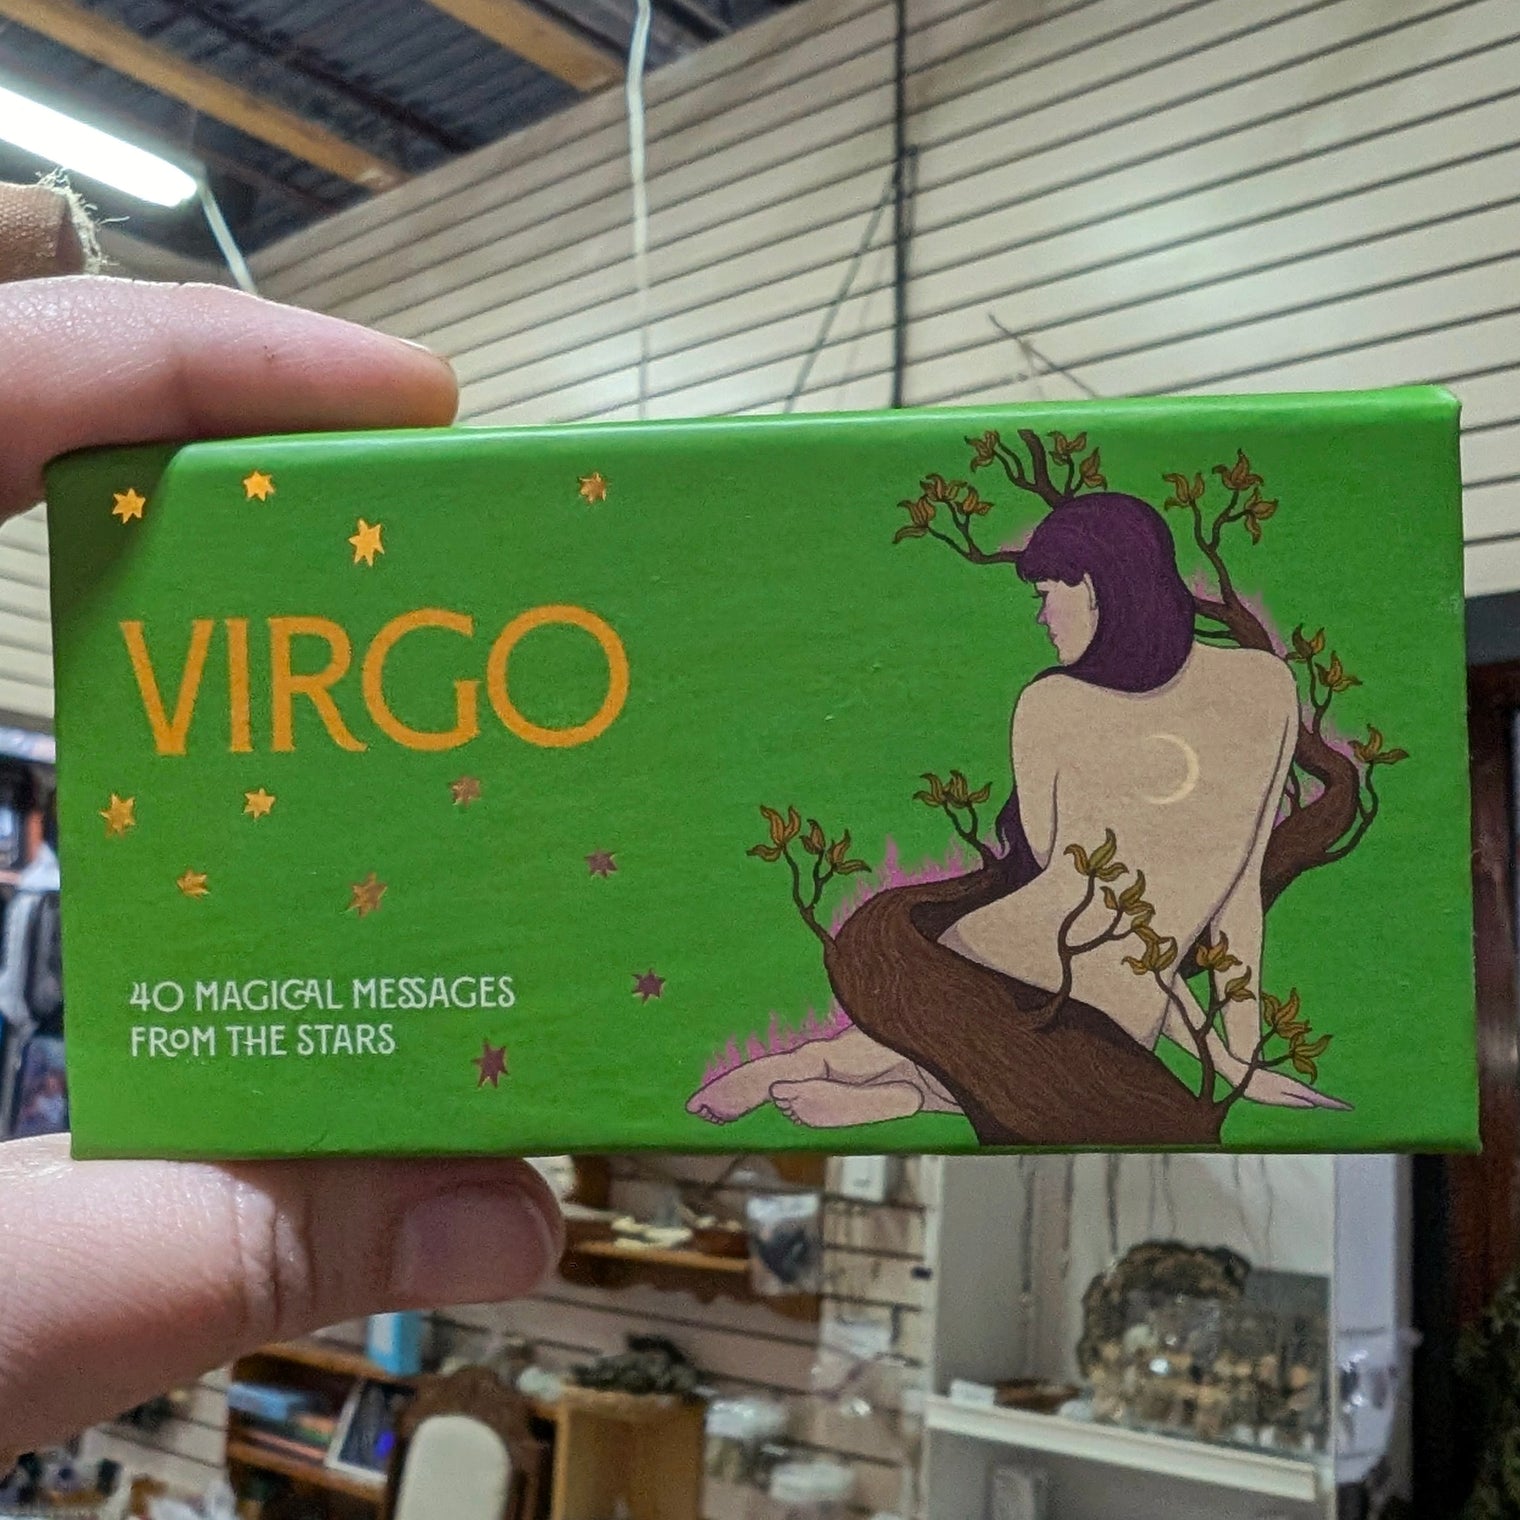 VIRGO
40 MAGICAL MESSAGES
FROM THE STARS